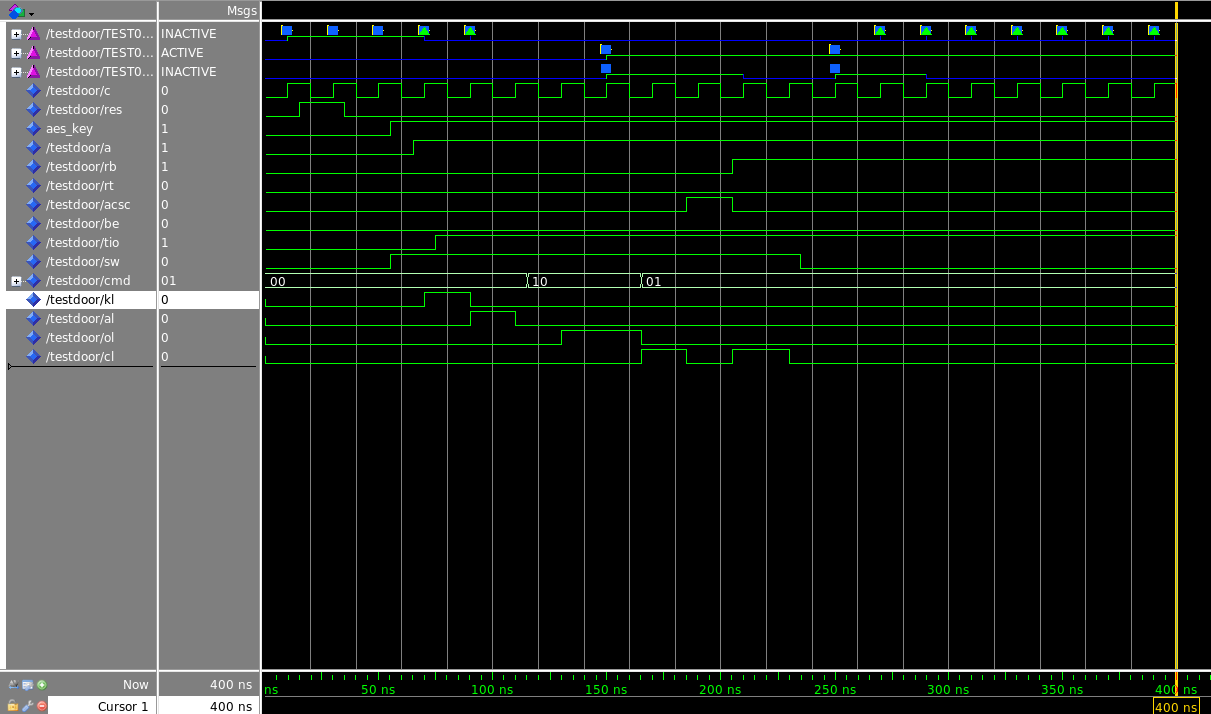 Msgs
/testdoor/TEST0... INACTIVE
/testdoor/TEST0... ACTIVE
/testdoor/TEST0... INACTIVE
/testdoor/c 0
/testdoor/res 0
aes_key 1
/testdoor/a 1
/testdoor/rb 1
/testdoor/rt 0
/testdoor/acsc 0
/testdoor/be 0
/testdoor/tio 1
/testdoor/sw 0
/testdoor/cmd 01 00 10 01
/testdoor/kl 0
/testdoor/al 0
/testdoor/ol 0
/testdoor/cl 0
Now 400 ns ns 50 ns 100 ns 150 ns 200 ns 250 ns 300 ns 350 ns 400 ns
Cursor 1 400 ns 400 ns